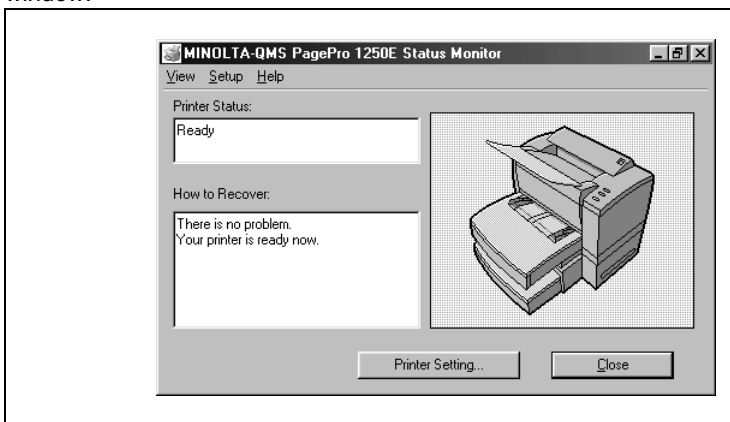 MINOLTA-QMS PagePro 1250E Status Monitor
View Setup Help
Printer Status:
Ready
How to Recover:
There is no problem.
Your printer is ready now.
Printer Setting... Close